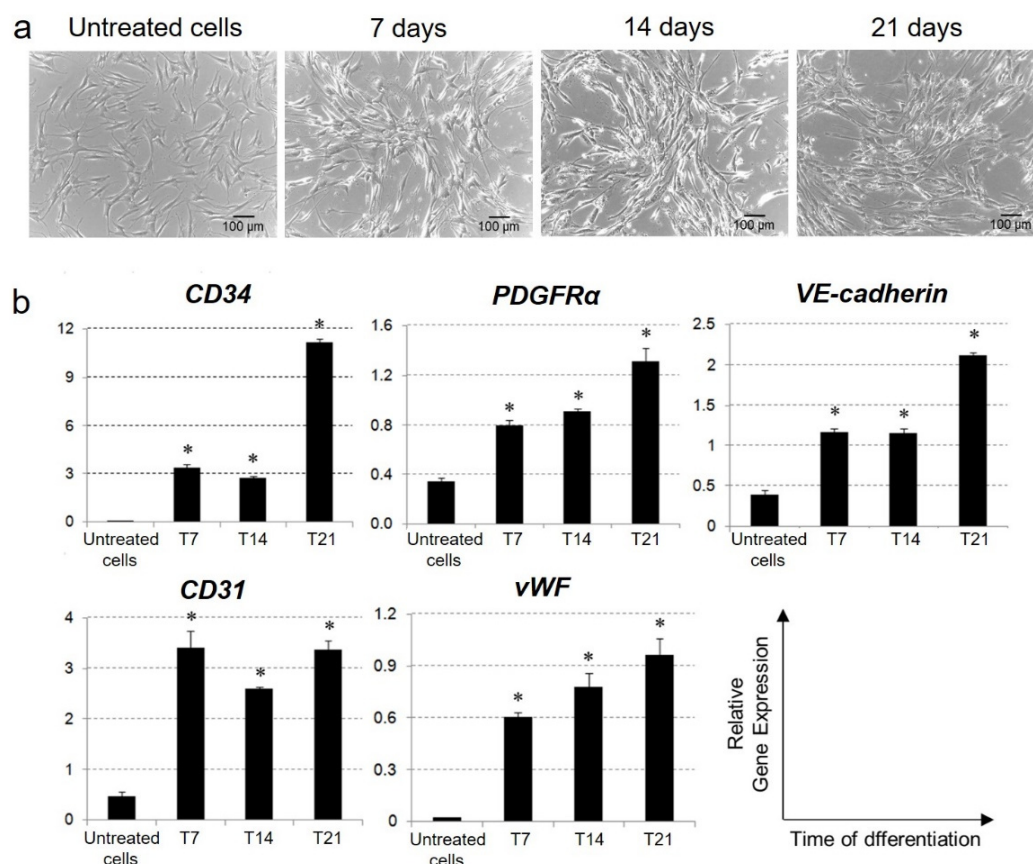 a
Untreated cells
7 days
14 days
21 days
100 µm
100 µm
100 µm
100 µm
b
CD34
12
9
6
3
0
*
*
*
Untreated
cells
T7
T14
T21
PDGFRα
1.6
1.2
0.8
0.4
0.0
*
*
*
Untreated
cells
T7
T14
T21
VE-cadherin
2.5
2
1.5
1
0.5
0
*
*
*
Untreated
cells
T7
T14
T21
CD31
4
3
2
1
0
*
*
*
Untreated
cells
T7
T14
T21
vWF
1.2
0.9
0.6
0.3
0
*
*
*
Untreated
cells
T7
T14
T21
Relative
Gene Expression
Time of dfferentiation